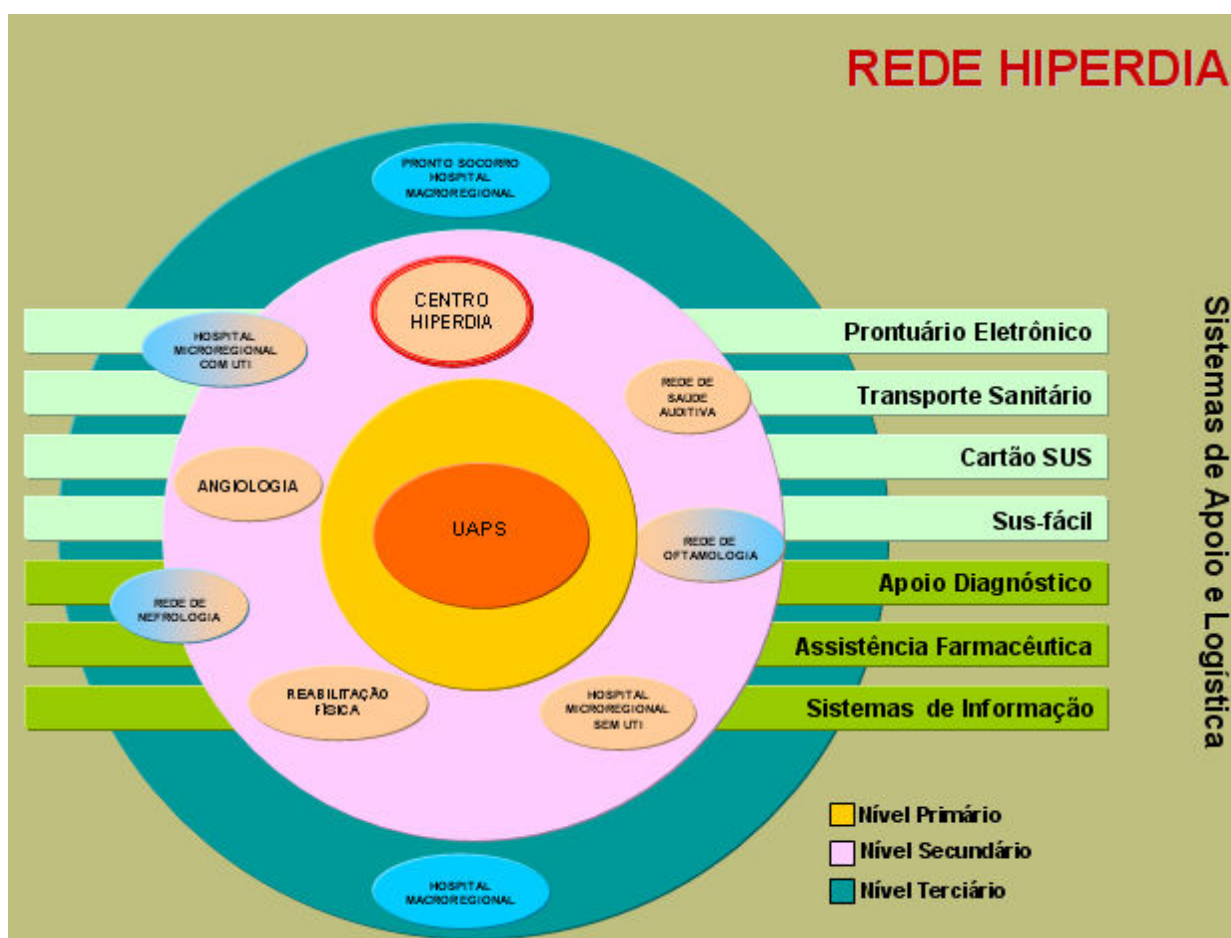 REDE HIPERDIA
PRONTO SOCORRO
HOSPITAL
MACROREGIONAL
CENTRO
HIPERDIA
HOSPITAL
MICROREGIONAL
COM UTI
REDE DE
SAÚDE
AUDITIVA
ANGIOLOGIA
UAPS
REDE DE
OFTAMOLOGIA
REDE DE
NEFROLOGIA
REABILITAÇÃO
FÍSICA
HOSPITAL
MICROREGIONAL
SEM UTI
HOSPITAL
MACROREGIONAL
Prontuário Eletrônico
Transporte Sanitário
Cartão SUS
Sus-fácil
Apoio Diagnóstico
Assistência Farmacêutica
Sistemas de Informação
Sistemas de Apoio e Logística
Nível Primário
Nível Secundário
Nível Terciário